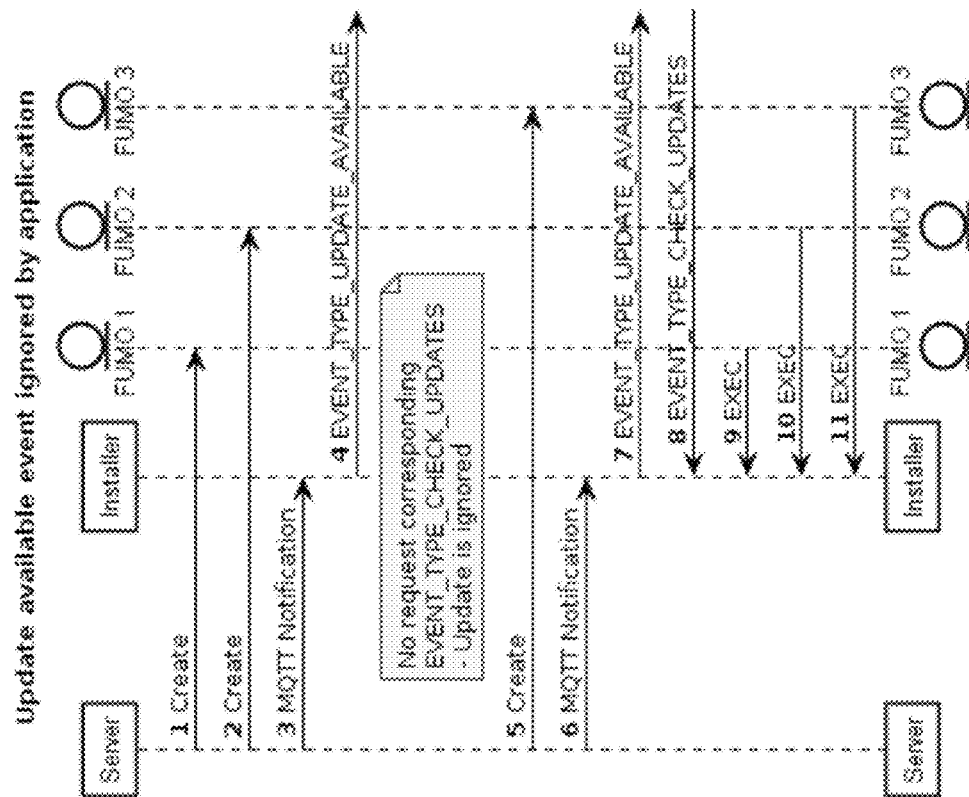 Update available event ignored by application
Server
Installer
FUMO 1
FUMO 2
FUMO 3
1 Create
2 Create
3 MQTT Notification
4 EVENT_TYPE_UPDATE_AVAILABLE
No request corresponding
EVENT_TYPE_CHECK_UPDATES
- Update is ignored
5 Create
6 MQTT Notification
7 EVENT_TYPE_UPDATE_AVAILABLE
8 EVENT_TYPE_CHECK_UPDATES
9 EXEC
10 EXEC
11 EXEC
Server
Installer
FUMO 1
FUMO 2
FUMO 3